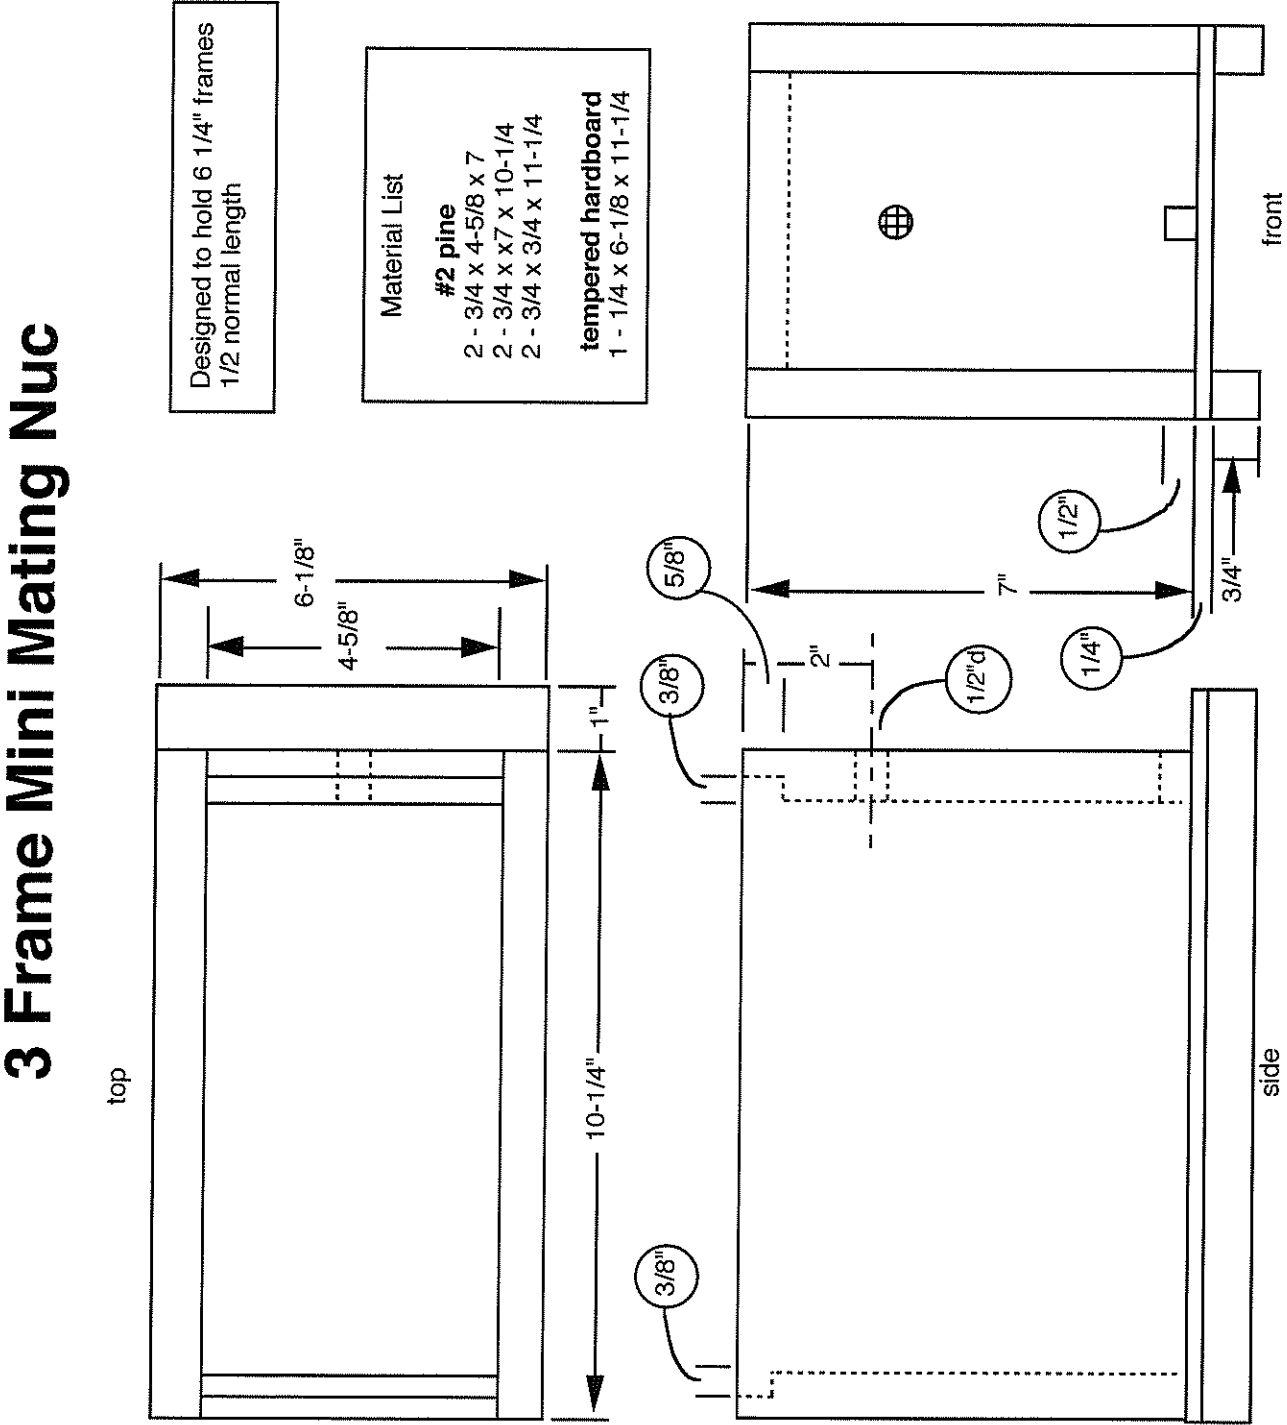 3 Frame Mini Mating Nuc
Designed to hold 6 1/4" frames
1/2 normal length
Material List
#2 pine
2 - 3/4 x 4-5/8 x 7
2 - 3/4 x x7 x 10-1/4
2 - 3/4 x 3/4 x 11-1/4
tempered hardboard
1 - 1/4 x 6-1/8 x 11-1/4
top
6-1/8"
4-5/8"
1"
10-1/4"
3/8"
3/8"
5/8"
2"
1/2"d
side
7"
1/2"
1/4"
3/4"
front